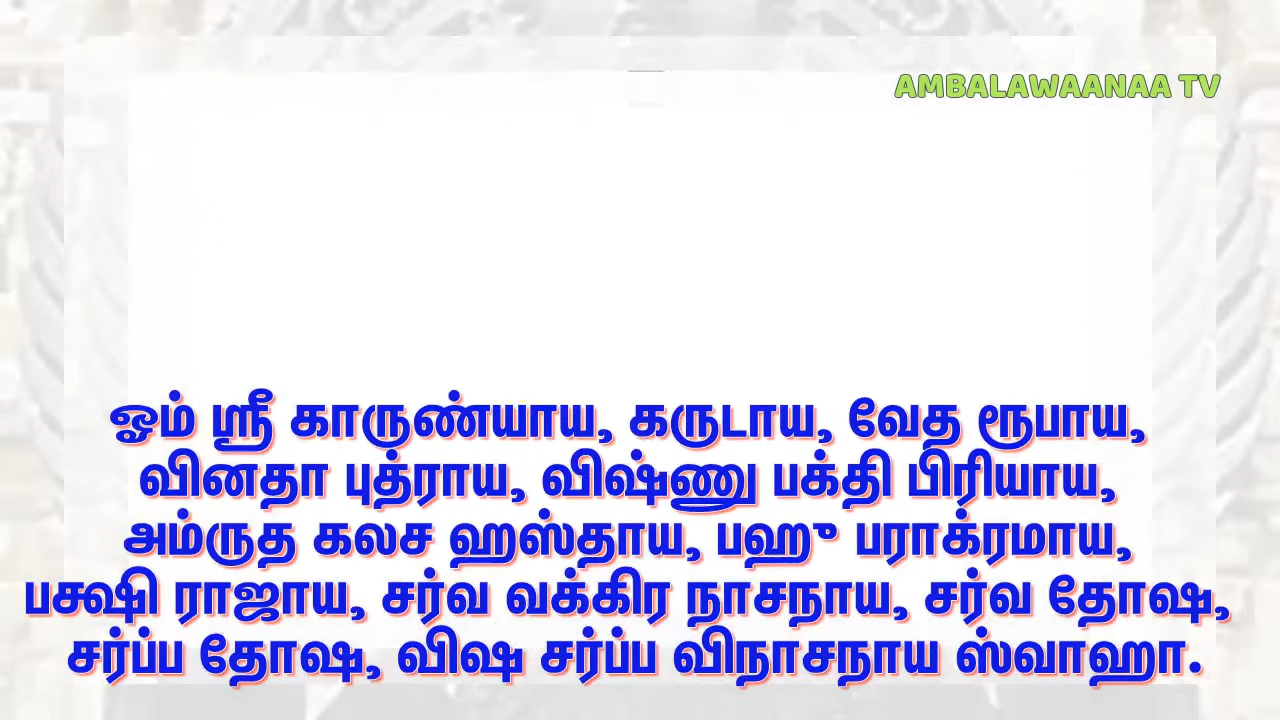 AMBALAWAANAA TV
ஓம் ஸ்ரீ காருண்யாய, கருடாய, வேத ரூபாய,
வினதா புத்ராய, விஷ்ணு பக்தி பிரியாய,
அம்ருத கலச ஹஸ்தாய, பஹு பராக்ரமாய,
பக்ஷி ராஜாய, சர்வ வக்கிர நாசநாய, சர்வ தோஷ,
சர்ப்ப தோஷ, விஷ சர்ப்ப விநாசநாய ஸ்வாஹா.